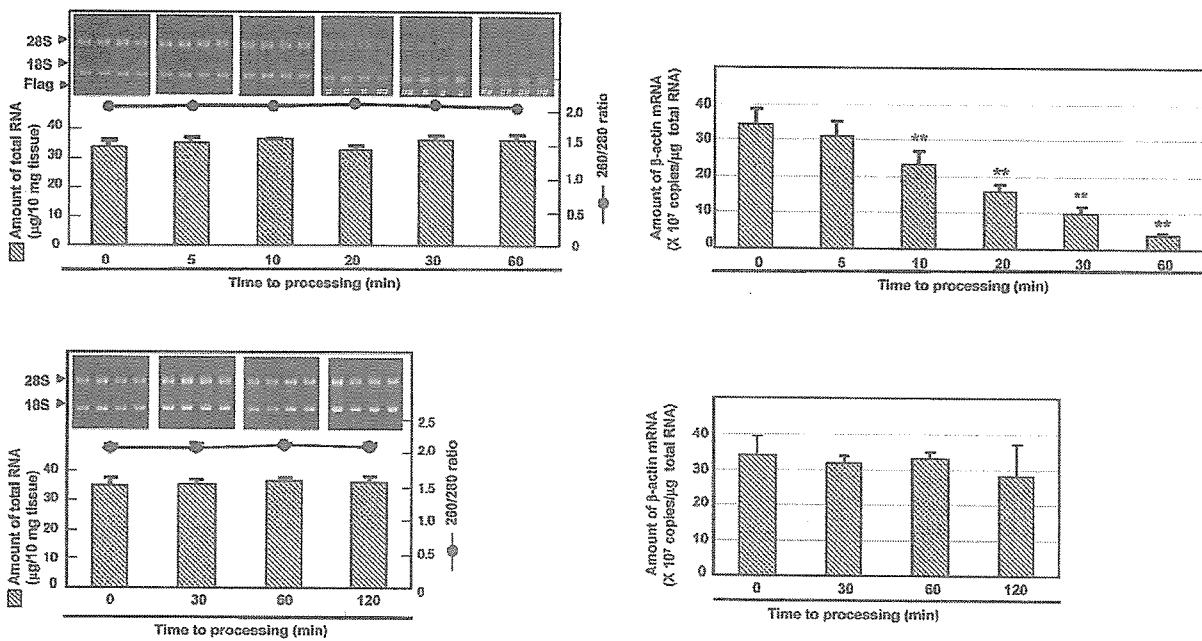 28S
18S
Flag
40
30
20
10
0
Amount of total RNA
(µg/10 mg tissue)
2.0
1.5
1.0
0.5
0
260/280 ratio
0 5 10 20 30 60
Time to processing (min)
Amount of β-actin mRNA
(X 10⁷ copies/µg total RNA)
40
30
20
10
0
** ** ** **
0 5 10 20 30 60
Time to processing (min)
28S
18S
40
30
20
10
0
Amount of total RNA
(µg/10 mg tissue)
2.5
2.0
1.5
1.0
0.5
0
260/280 ratio
0 30 60 120
Time to processing (min)
Amount of β-actin mRNA
(X 10⁷ copies/µg total RNA)
40
30
20
10
0
0 30 60 120
Time to processing (min)